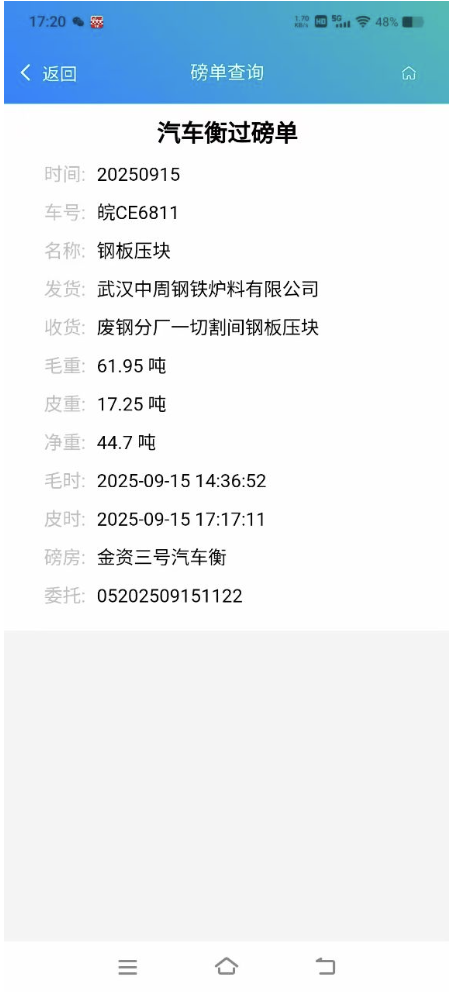 17:20
1.70 KB/s HD 5G 48%
返回 磅单查询
汽车衡过磅单
时间: 20250915
车号: 皖CE6811
名称: 钢板压块
发货: 武汉中周钢铁炉料有限公司
收货: 废钢分厂一切割间钢板压块
毛重: 61.95 吨
皮重: 17.25 吨
净重: 44.7 吨
毛时: 2025-09-15 14:36:52
皮时: 2025-09-15 17:17:11
磅房: 金资三号汽车衡
委托: 05202509151122